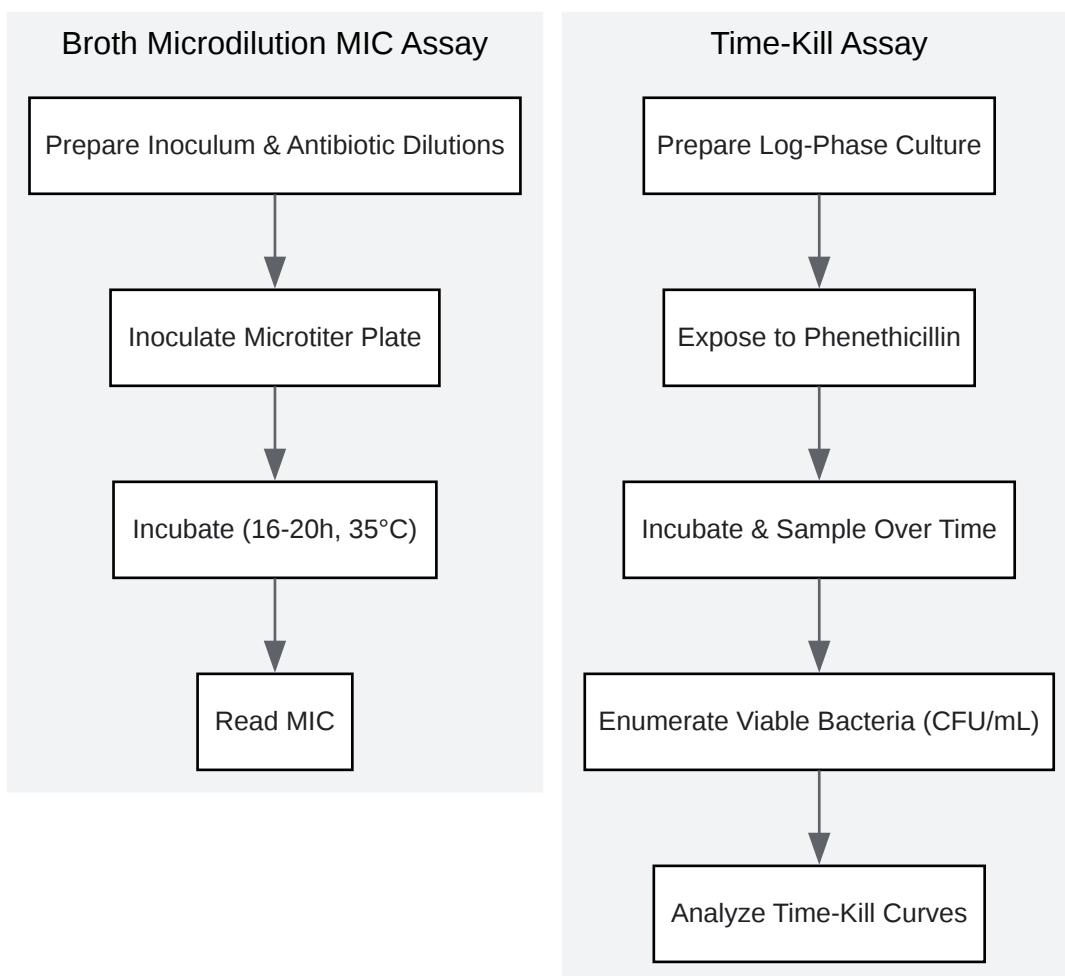 Broth Microdilution MIC Assay
Prepare Inoculum & Antibiotic Dilutions
Inoculate Microtiter Plate
Incubate (16-20h, 35°C)
Read MIC
Time-Kill Assay
Prepare Log-Phase Culture
Expose to Phenethicillin
Incubate & Sample Over Time
Enumerate Viable Bacteria (CFU/mL)
Analyze Time-Kill Curves